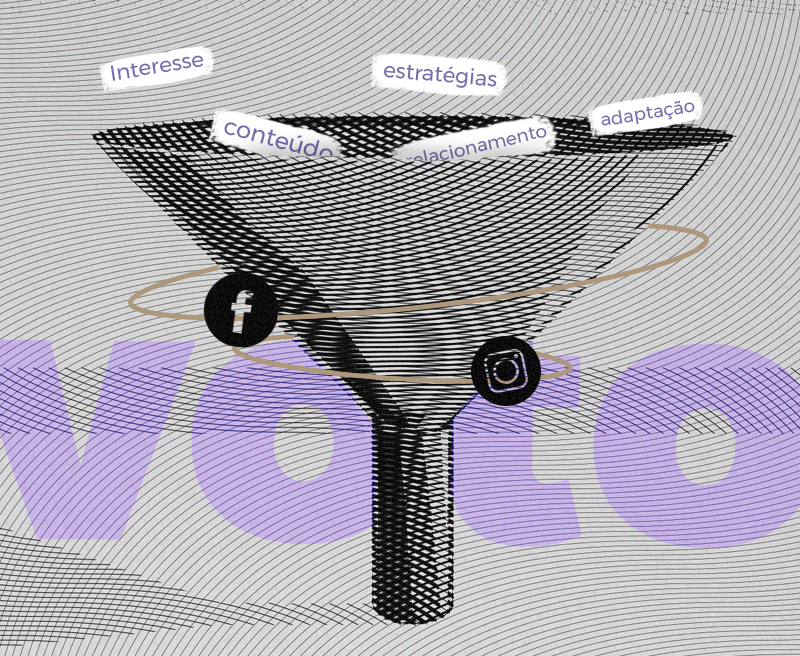 Interesse
estratégias
adaptação
conteúdo
relacionamento
voto